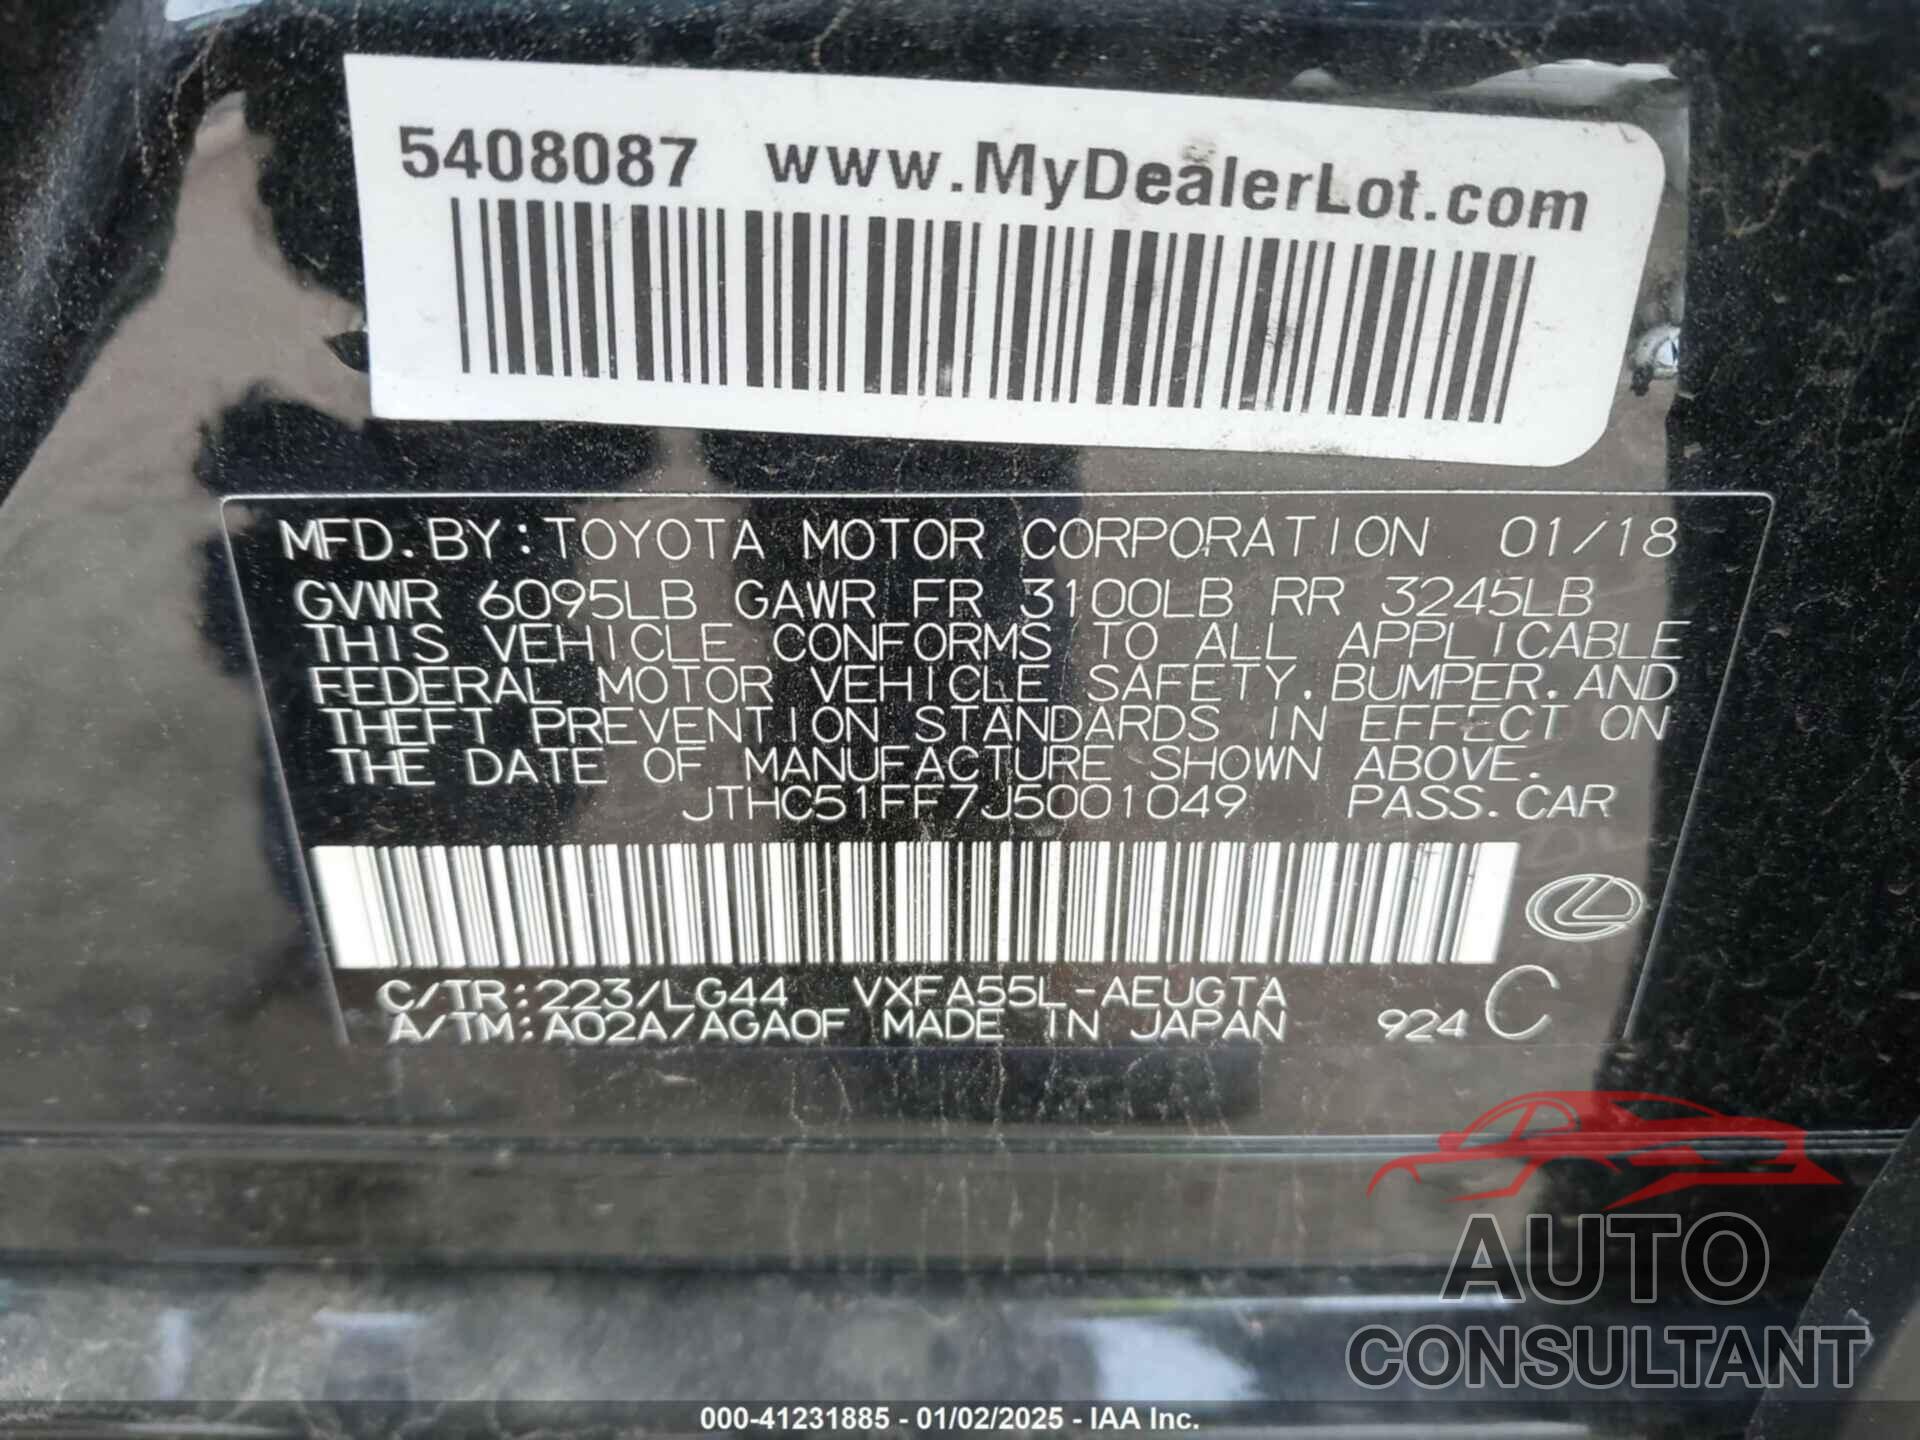 5408087 www.MyDealerLot.com
MFD.BY:TOYOTA MOTOR CORPORATION 01/18
GVWR 6095LB GAWR FR 3100LB RR 3245LB
THIS VEHICLE CONFORMS TO ALL APPLICABLE
FEDERAL MOTOR VEHICLE SAFETY,BUMPER,AND
THEFT PREVENTION STANDARDS IN EFFECT ON
THE DATE OF MANUFACTURE SHOWN ABOVE.
JTHC51FF7J5001049 PASS.CAR
C/TR:223/LG44 VXFA55L-AEUGTA
A/TM:A02A/AGA0F MADE IN JAPAN 924 C
AUTO
CONSULTANT
000-41231885 - 01/02/2025 - IAA Inc.